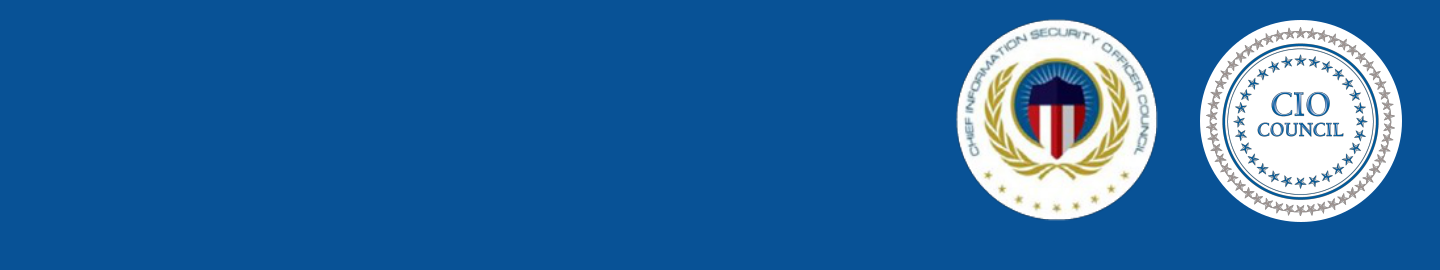 CHIEF INFORMATION SECURITY OFFICER COUNCIL
CIO
COUNCIL